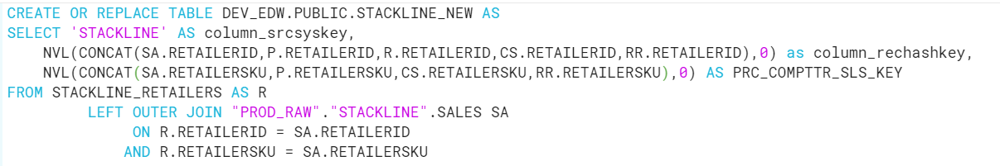 CREATE OR REPLACE TABLE DEV_EDW.PUBLIC.STACKLINE_NEW AS
SELECT 'STACKLINE' AS column_srcsyskey,
NVL(CONCAT(SA.RETAILERID,P.RETAILERID,R.RETAILERID,CS.RETAILERID,RR.RETAILERID),0) as column_rechashkey,
NVL(CONCAT(SA.RETAILERSKU,P.RETAILERSKU,CS.RETAILERSKU,RR.RETAILERSKU),0) AS PRC_COMPTTR_SLS_KEY
FROM STACKLINE_RETAILERS AS R
LEFT OUTER JOIN "PROD_RAW"."STACKLINE".SALES SA
ON R.RETAILERID = SA.RETAILERID
AND R.RETAILERSKU = SA.RETAILERSKU